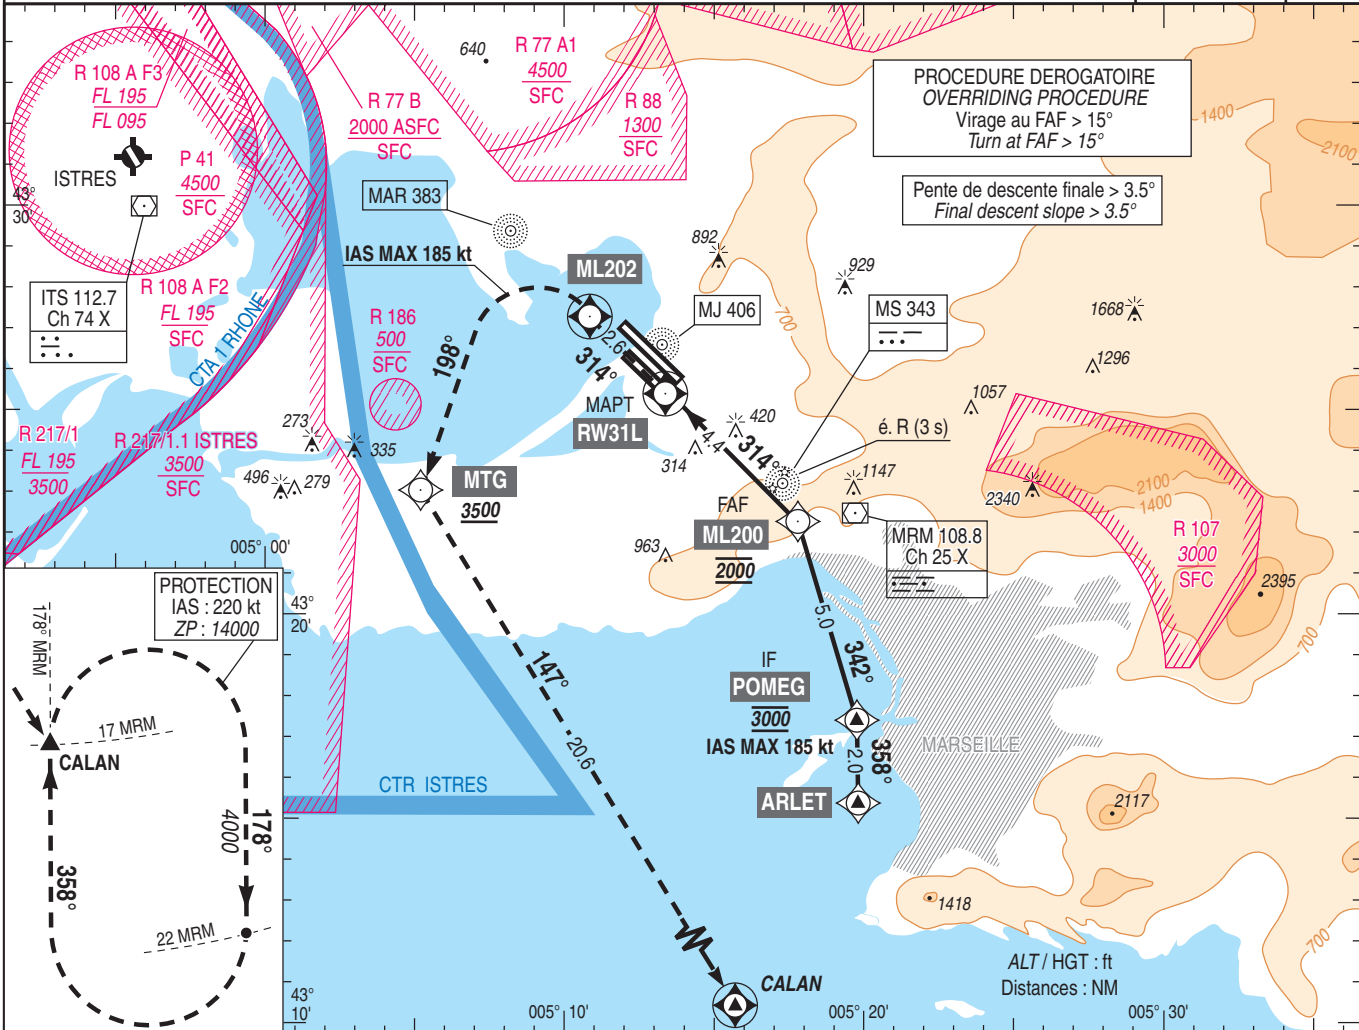 640
R 77 A1
4500
SFC
R 108 A F3
FL 195
FL 095
R 77 B
2000 ASFC
SFC
R 88
1300
SFC
PROCEDURE DEROGATOIRE
OVERRIDING PROCEDURE
Virage au FAF > 15°
Turn at FAF > 15°
1400
2100
ISTRES
P 41
4500
SFC
43°
30'
MAR 383
Pente de descente finale > 3.5°
Final descent slope > 3.5°
IAS MAX 185 kt
892
929
ML202
ITS 112.7
Ch 74 X
R 108 A F2
FL 195
SFC
CTA 1 RHONE
R 186
500
SFC
MJ 406
MS 343
700
1668
1296
198°
2.6
314°
MAPT
RW31L
1057
420
é. R (3 s)
R 217/1
FL 195
3500
R 217/1.1 ISTRES
3500
SFC
273
335
496
279
314
4.4
314°
1147
2340
2100
1400
MTG
3500
FAF
ML200
2000
963
MRM 108.8
Ch 25 X
R 107
3000
SFC
2395
005° 00'
43°
20'
PROTECTION
IAS : 220 kt
ZP : 14000
178° MRM
5.0
342°
700
147°
IF
POMEG
3000
IAS MAX 185 kt
17 MRM
CALAN
20.6
358°
2.0
MARSEILLE
CTR ISTRES
ARLET
2117
178°
4000
358°
22 MRM
1418
700
CALAN
ALT / HGT : ft
Distances : NM
43°
10'
005° 10'
005° 20'
005° 30'